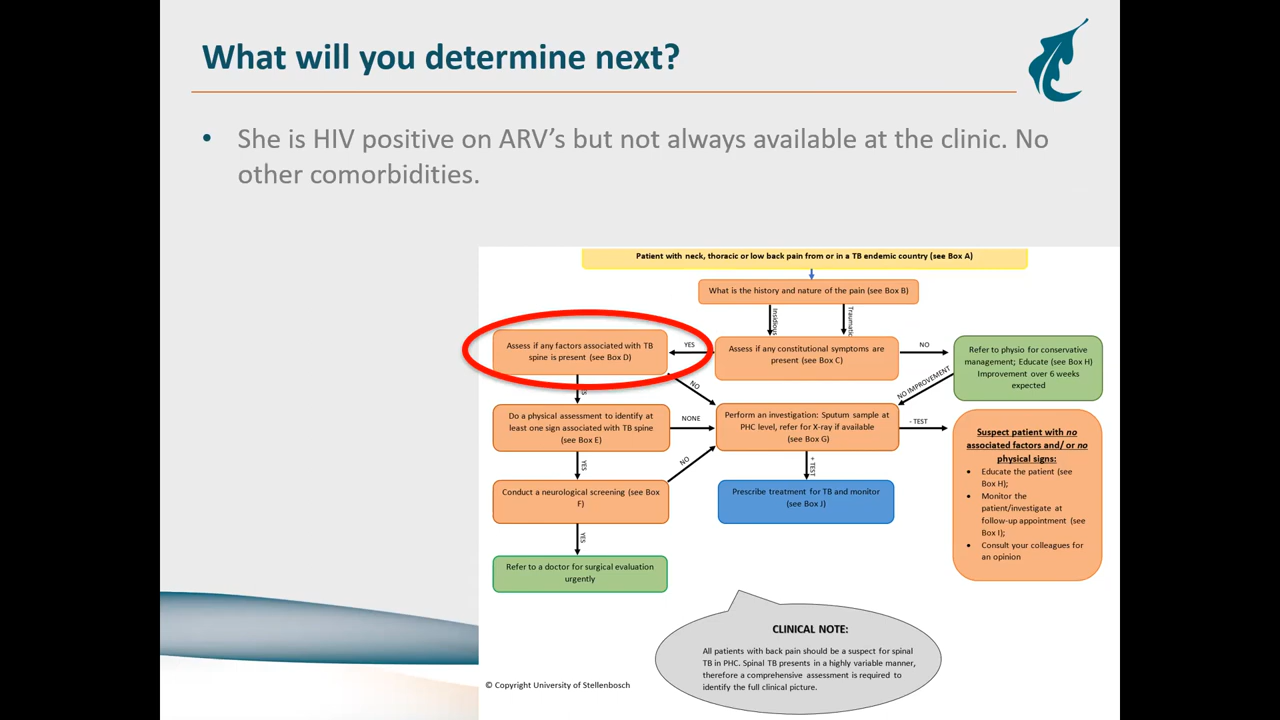 What will you determine next?
• She is HIV positive on ARV’s but not always available at the clinic. No
other comorbidities.
Patient with neck, thoracic or low back pain from or in a TB endemic country (see Box A)
What is the history and nature of the pain (see Box B)
Insidious
Traumatic
Assess if any factors associated with TB
spine is present (see Box D)
YES
Assess if any constitutional symptoms are
present (see Box C)
NO
Refer to physio for conservative
management; Educate (see Box H)
Improvement over 6 weeks
expected
NO
NO IMPROVEMENT
Do a physical assessment to identify at
least one sign associated with TB spine
(see Box E)
NONE
Perform an investigation: Sputum sample at
PHC level, refer for X-ray if available
(see Box G)
- TEST
Suspect patient with no
associated factors and/ or no
physical signs:
• Educate the patient (see
Box H);
• Monitor the
patient/investigate at
follow-up appointment (see
Box I);
• Consult your colleagues for
an opinion
YES
NO
+ TEST
Conduct a neurological screening (see Box
F)
Prescribe treatment for TB and monitor
(see Box J)
YES
Refer to a doctor for surgical evaluation
urgently
CLINICAL NOTE:
All patients with back pain should be a suspect for spinal
TB in PHC. Spinal TB presents in a highly variable manner,
therefore a comprehensive assessment is required to
identify the full clinical picture.
© Copyright University of Stellenbosch